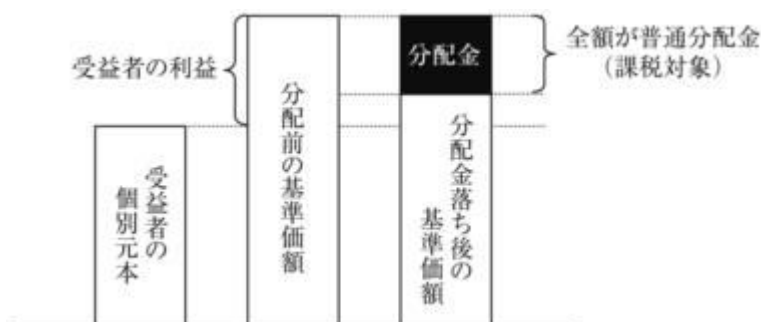 受益者の利益
受益者の
個別元本
分配前の基準価額
分配金
分配金落ち後の
基準価額
全額が普通分配金
(課税対象)